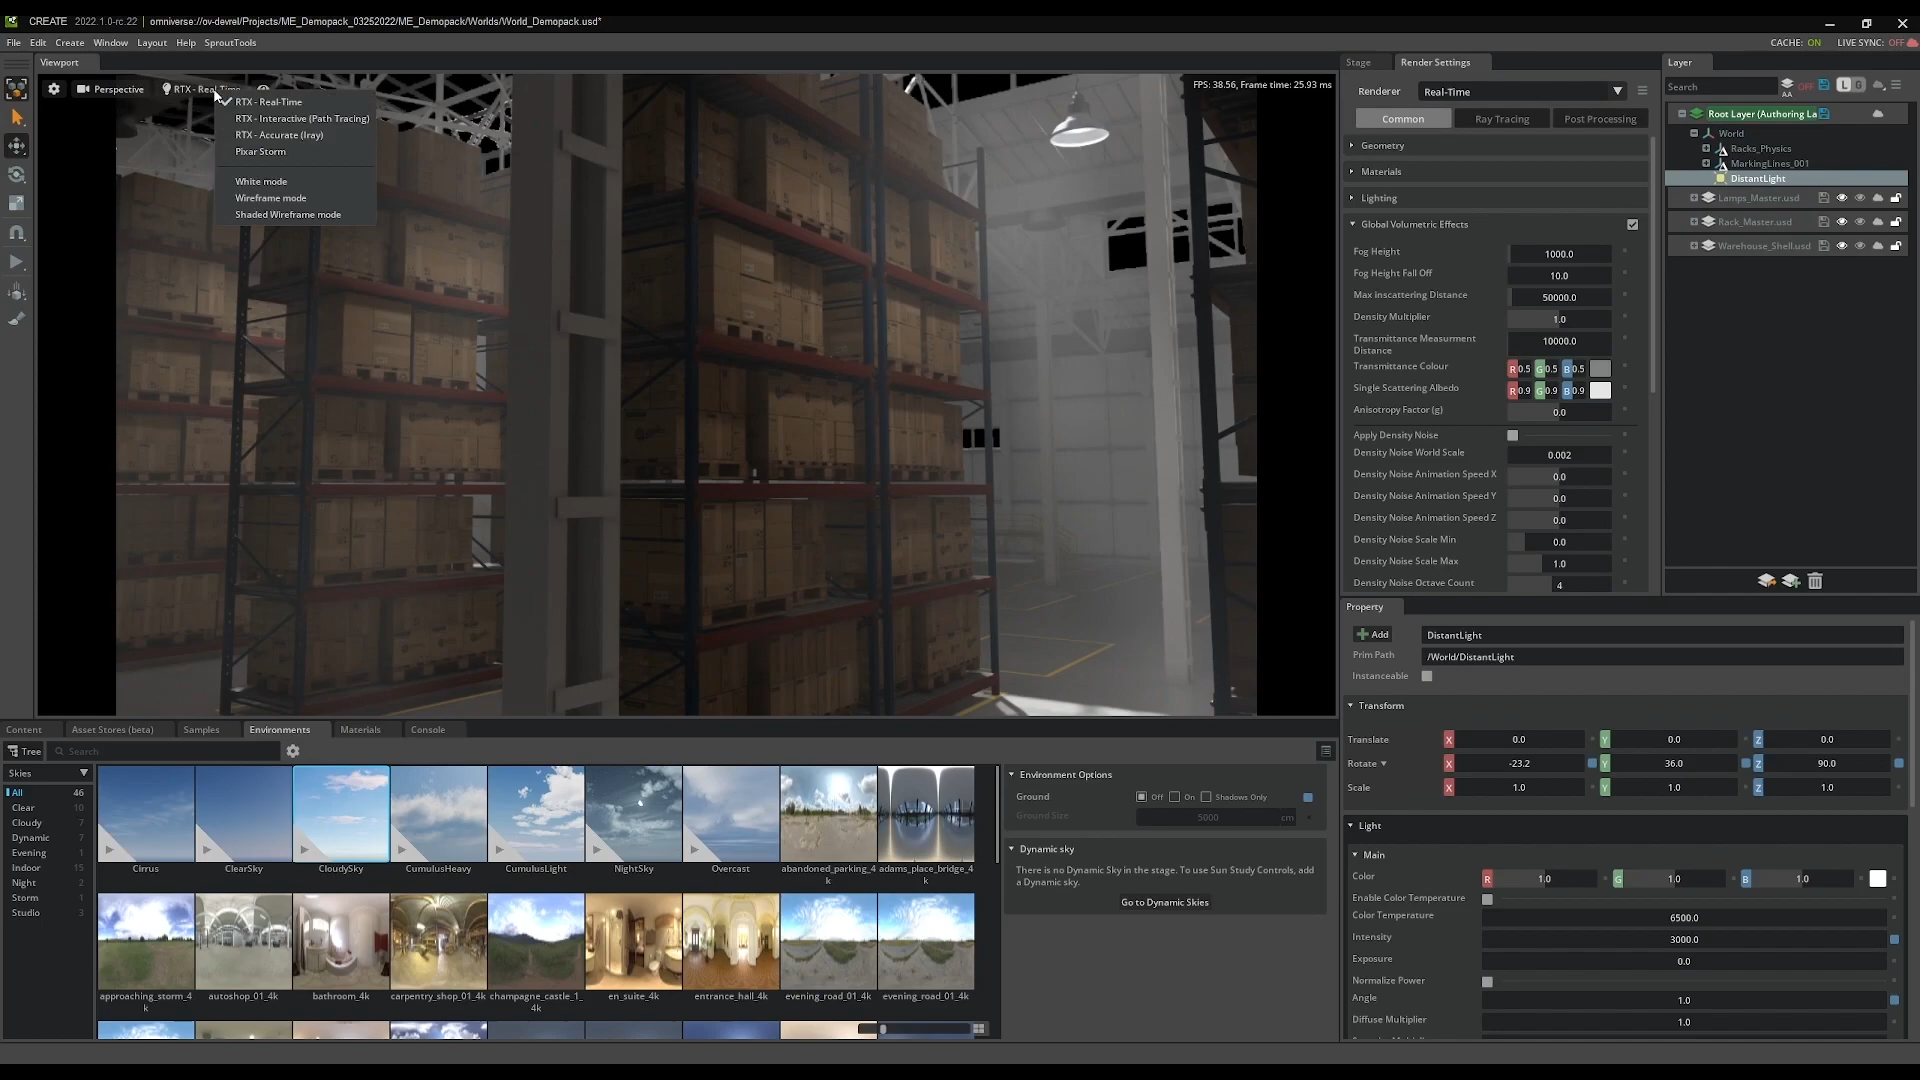 CREATE 2022.1.0-rc.22 | omniverse://ov-devrel/Projects/ME_Demopack_03252022/ME_Demopack/Worlds/World_Demopack.usd*
File Edit Create Window Layout Help SproutTools
CACHE: ON LIVE SYNC: OFF
Viewport
Perspective RTX - Real-Time
FPS: 38.56, Frame time: 25.93 ms
RTX - Real-Time
RTX - Interactive (Path Tracing)
RTX - Accurate (Iray)
Pixar Storm
White mode
Wireframe mode
Shaded Wireframe mode
Stage Render Settings
Renderer Real-Time
Common Ray Tracing Post Processing
Geometry
Materials
Lighting
Global Volumetric Effects
Fog Height 1000.0
Fog Height Fall Off 10.0
Max inscattering Distance 50000.0
Density Multiplier 1.0
Transmittance Measurment
Distance 10000.0
Transmittance Colour R 0.5 G 0.5 B 0.5
Single Scattering Albedo R 0.9 G 0.9 B 0.9
Anisotropy Factor (g) 0.0
Apply Density Noise
Density Noise World Scale 0.002
Density Noise Animation Speed X 0.0
Density Noise Animation Speed Y 0.0
Density Noise Animation Speed Z 0.0
Density Noise Scale Min 0.0
Density Noise Scale Max 1.0
Density Noise Octave Count 4
Layer
Search AA OFF L G
Root Layer (Authoring La
World
Racks_Physics
MarkingLines_001
DistantLight
Lamps_Master.usd
Rack_Master.usd
Warehouse_Shell.usd
Property
Add DistantLight
Prim Path /World/DistantLight
Instanceable
Transform
Translate X 0.0 Y 0.0 Z 0.0
Rotate X -23.2 Y 36.0 Z 90.0
Scale X 1.0 Y 1.0 Z 1.0
Light
Main
Color R 1.0 G 1.0 B 1.0
Enable Color Temperature
Color Temperature 6500.0
Intensity 3000.0
Exposure 0.0
Normalize Power
Angle 1.0
Diffuse Multiplier 1.0
Content Asset Stores (beta) Samples Environments Materials Console
Tree Search
Skies
All 46
Clear 10
Cloudy 7
Dynamic 7
Evening 1
Indoor 15
Night 2
Storm 1
Studio 3
Cirrus ClearSky CloudySky CumulusHeavy CumulusLight NightSky Overcast abandoned_parking_4 adams_place_bridge_4
k k
approaching_storm_4 autoshop_01_4k bathroom_4k carpentry_shop_01_4k champagne_castle_1_ en_suite_4k entrance_hall_4k evening_road_01_4k evening_road_01_4k
k 4k
Environment Options
Ground Off On Shadows Only
Ground Size 5000 cm
Dynamic sky
There is no Dynamic Sky in the stage. To use Sun Study Controls, add
a Dynamic sky.
Go to Dynamic Skies